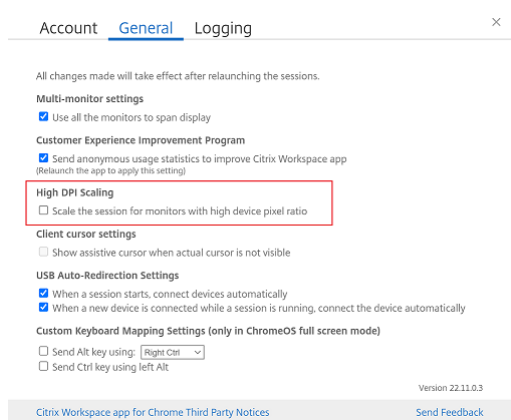 Account General Logging
All changes made will take effect after relaunching the sessions.
Multi-monitor settings
Use all the monitors to span display
Customer Experience Improvement Program
Send anonymous usage statistics to improve Citrix Workspace app
(Relaunch the app to apply this setting)
High DPI Scaling
Scale the session for monitors with high device pixel ratio
Client cursor settings
Show assistive cursor when actual cursor is not visible
USB Auto-Redirection Settings
When a session starts, connect devices automatically
When a new device is connected while a session is running, connect the device automatically
Custom Keyboard Mapping Settings (only in ChromeOS full screen mode)
Send Alt key using: Right Ctrl
Send Ctrl key using left Alt
Version 22.11.0.3
Citrix Workspace app for Chrome Third Party Notices Send Feedback